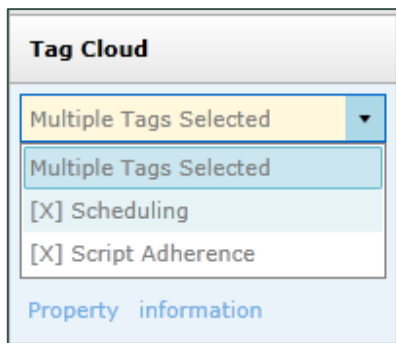 Tag Cloud
Multiple Tags Selected
Multiple Tags Selected
[X] Scheduling
[X] Script Adherence
Property information